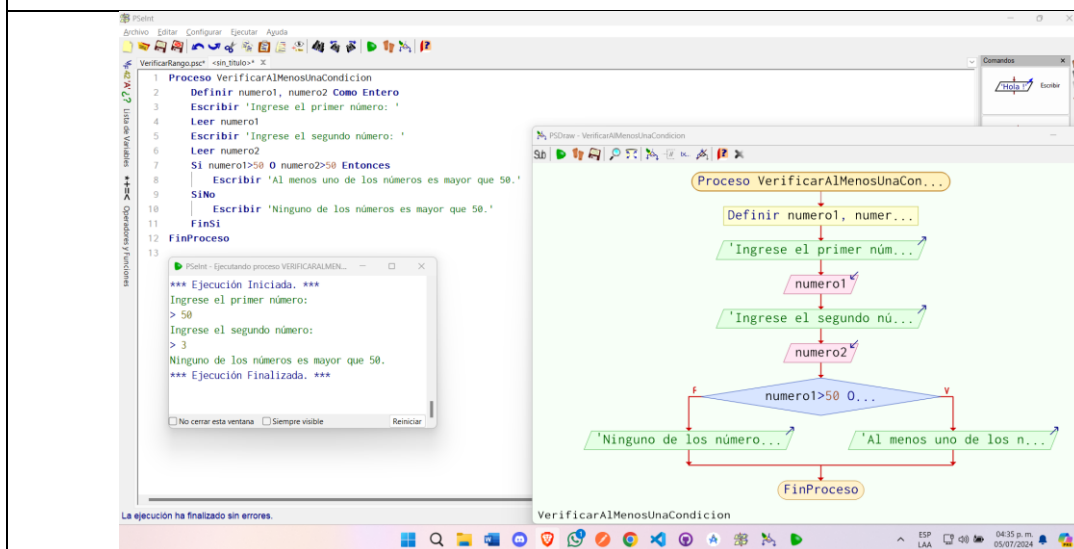 PSeInt
Archivo Editar Configurar Ejecutar Ayuda
VerificarRango.psc* <sin_titulo>* X
Lista de Variables
Operadores y Funciones
1 Proceso VerificarAlMenosUnaCondicion
2 Definir numero1, numero2 Como Entero
3 Escribir 'Ingrese el primer número: '
4 Leer numero1
5 Escribir 'Ingrese el segundo número: '
6 Leer numero2
7 Si numero1>50 O numero2>50 Entonces
8 Escribir 'Al menos uno de los números es mayor que 50.'
9 SiNo
10 Escribir 'Ninguno de los números es mayor que 50.'
11 FinSi
12 FinProceso
13
PSeInt - Ejecutando proceso VERIFICARALMEN...
*** Ejecución Iniciada. ***
Ingrese el primer número:
> 50
Ingrese el segundo número:
> 3
Ninguno de los números es mayor que 50.
*** Ejecución Finalizada. ***
No cerrar esta ventana Siempre visible Reiniciar
La ejecución ha finalizado sin errores.
Comandos x
'Hola !' Escribir
PSDraw - VerificarAlMenosUnaCondicion
Sub
Proceso VerificarAlMenosUnaCon...
Definir numero1, numer...
'Ingrese el primer núm...
numero1
'Ingrese el segundo nú...
numero2
F V
numero1>50 O...
'Ninguno de los número... 'Al menos uno de los n...
FinProceso
VerificarAlMenosUnaCondicion
ESP
LAA
04:35 p. m.
05/07/2024